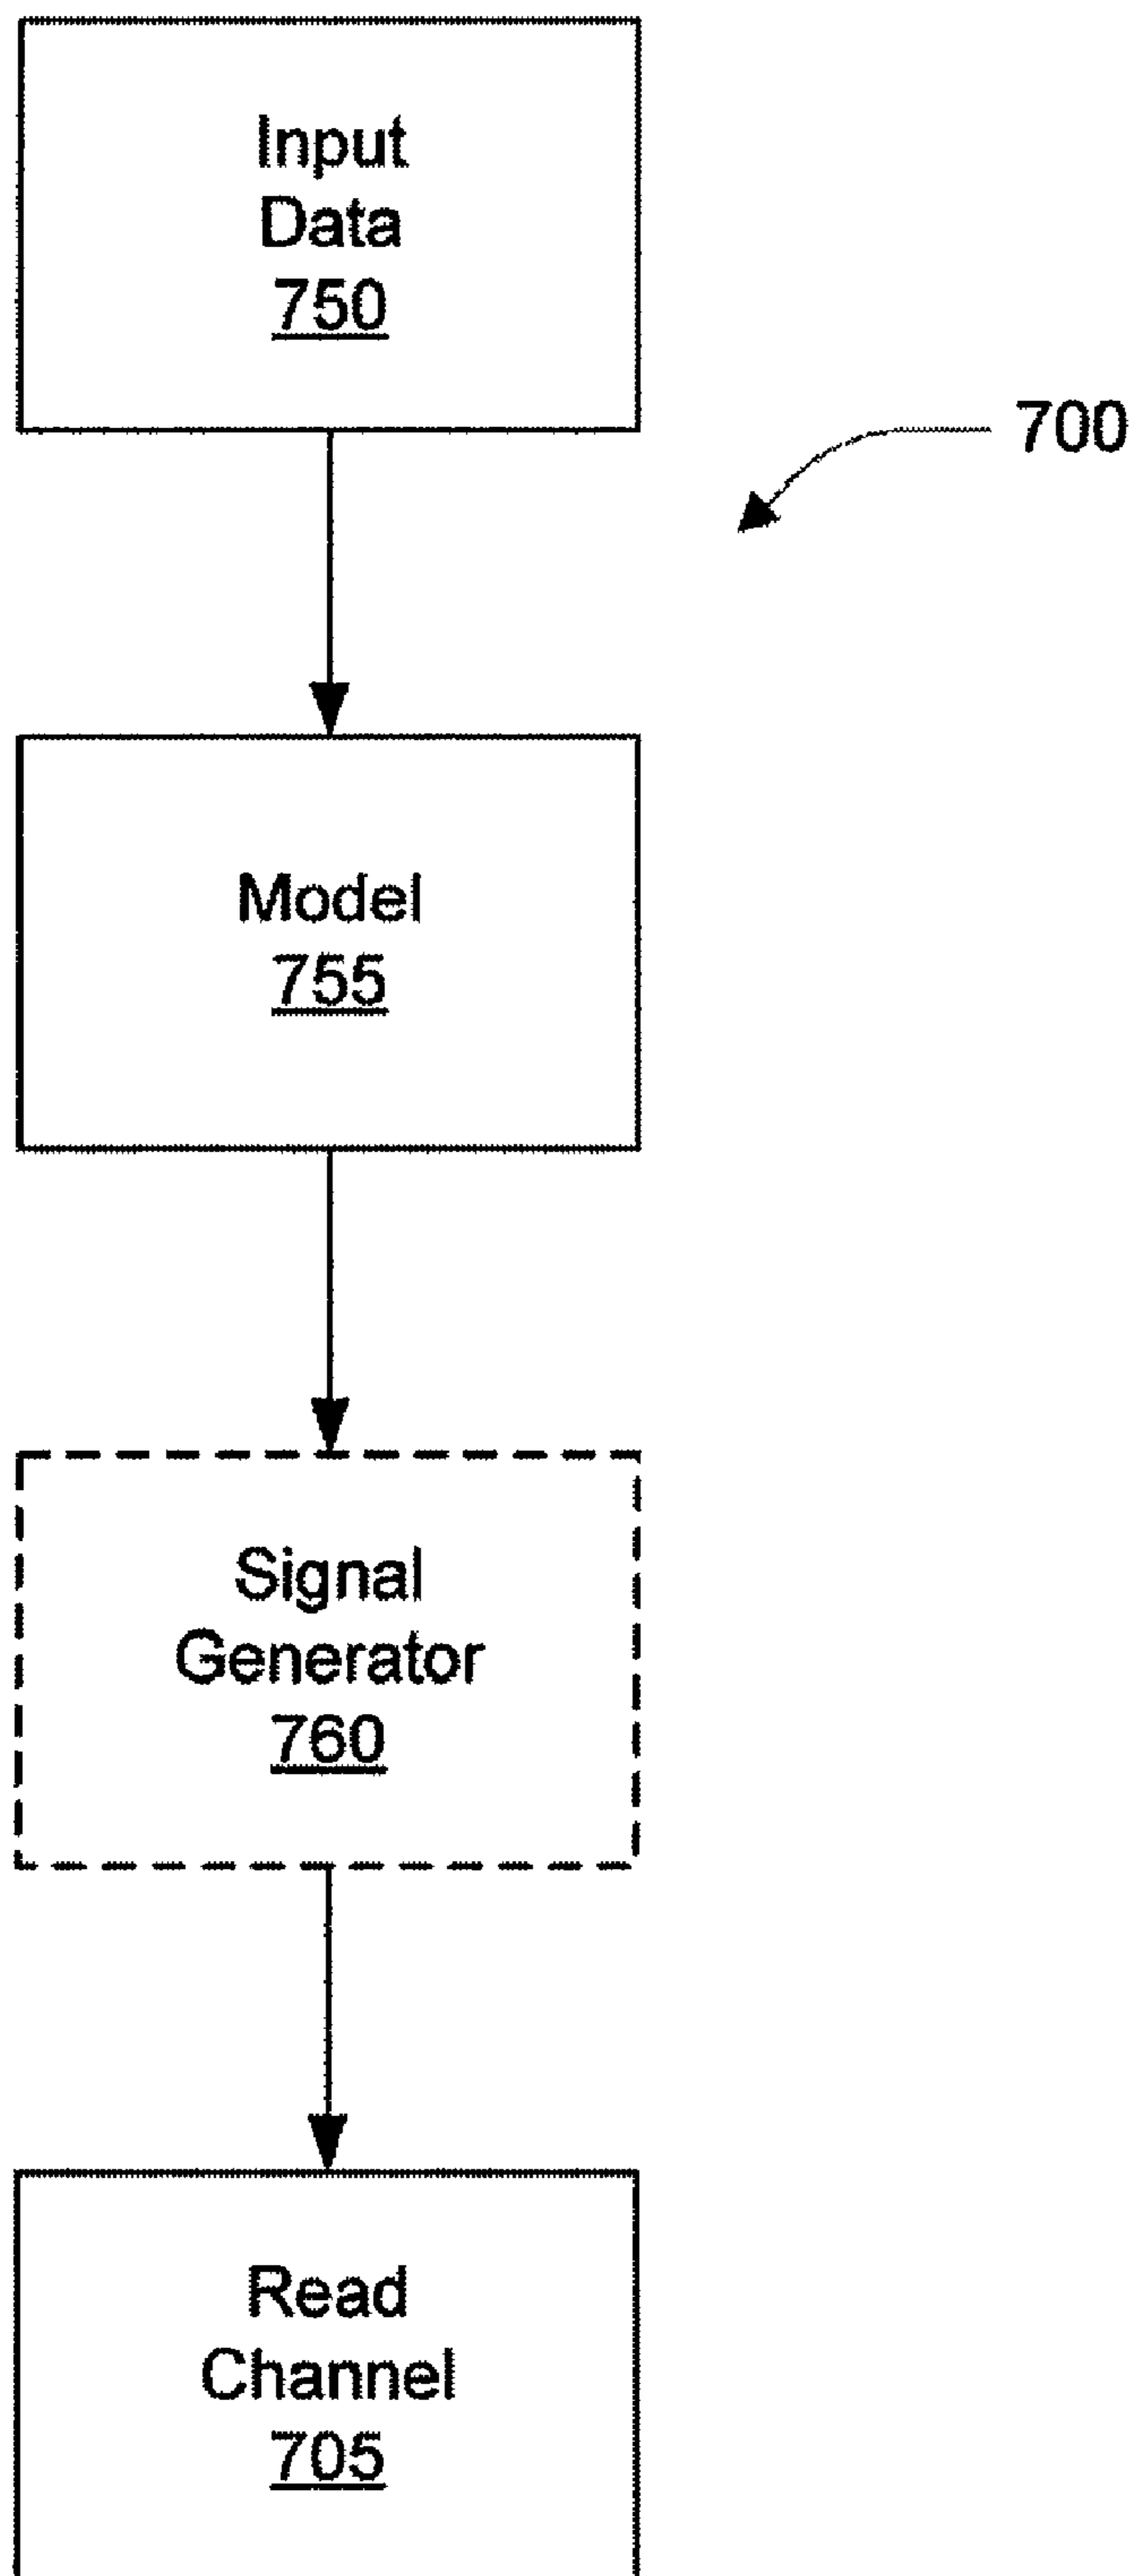 Input
Data
750
700
Model
755
Signal
Generator
760
Read
Channel
705